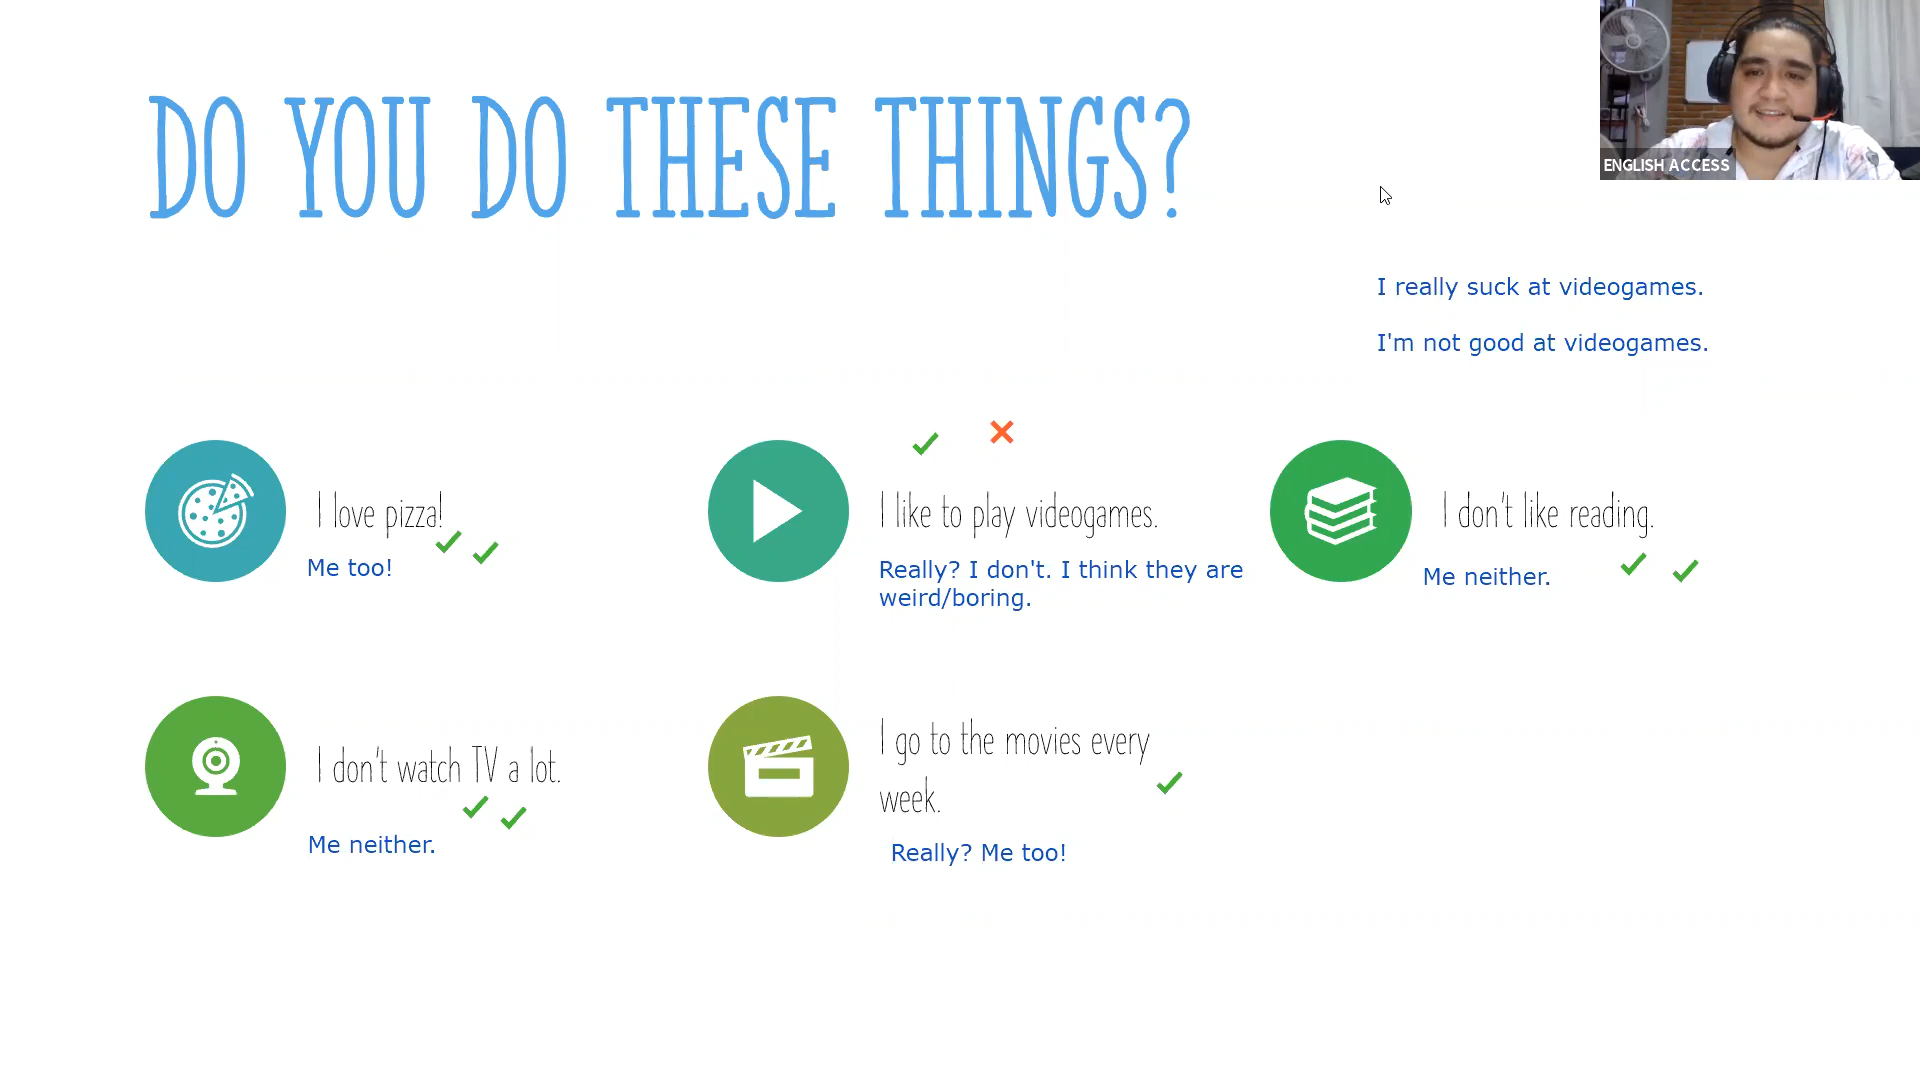 DO YOU DO THESE THINGS?
ENGLISH ACCESS
I really suck at videogames.
I'm not good at videogames.
I love pizza!
Me too!
I like to play videogames.
Really? I don't. I think they are
weird/boring.
I don't like reading.
Me neither.
I don't watch TV a lot.
Me neither.
I go to the movies every
week.
Really? Me too!